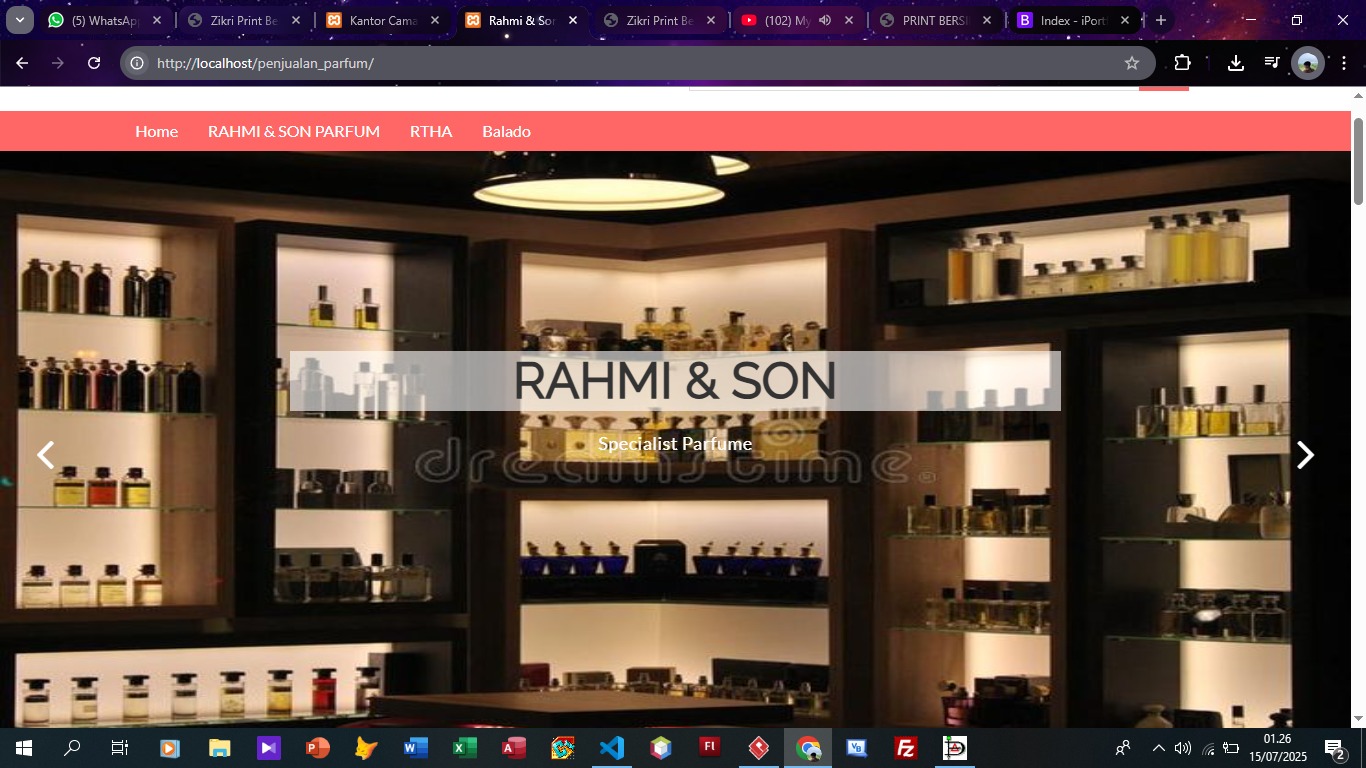 (5) WhatsApp
Zikri Print Be
Kantor Cama
Rahmi & Son
Zikri Print Be
(102) My
PRINT BERSI
Index - iPort
http://localhost/penjualan_parfum/
Home
RAHMI & SON PARFUM
RTHA
Balado
RAHMI & SON
Specialist Parfume
dreamstime.
01.26
15/07/2025
2